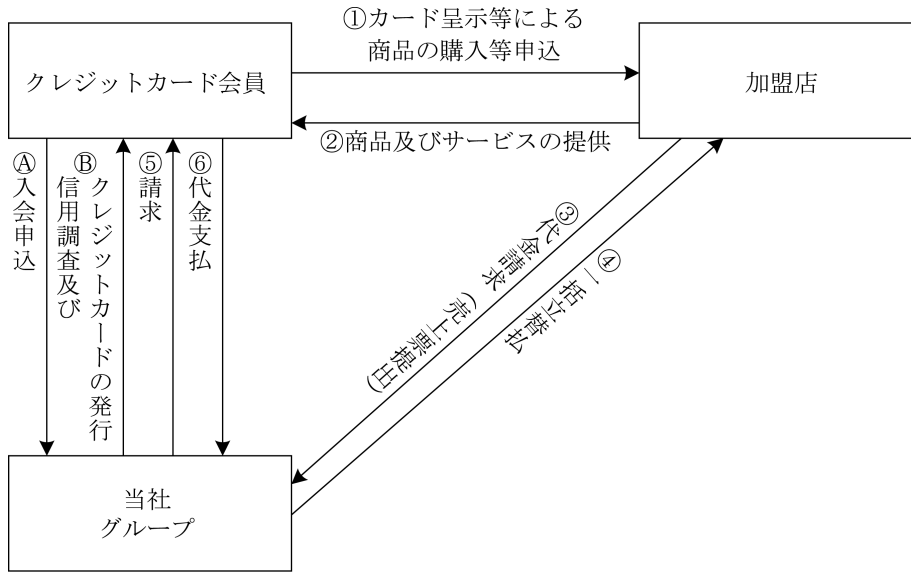 ①カード呈示等による
商品の購入等申込
クレジットカード会員
加盟店
②商品及びサービスの提供
Ⓐ入会申込
Ⓑ信用調査及び
クレジットカードの発行
⑤請求
⑥代金支払
③代金請求
(売上票提出)
④一括立替払
当社
グループ